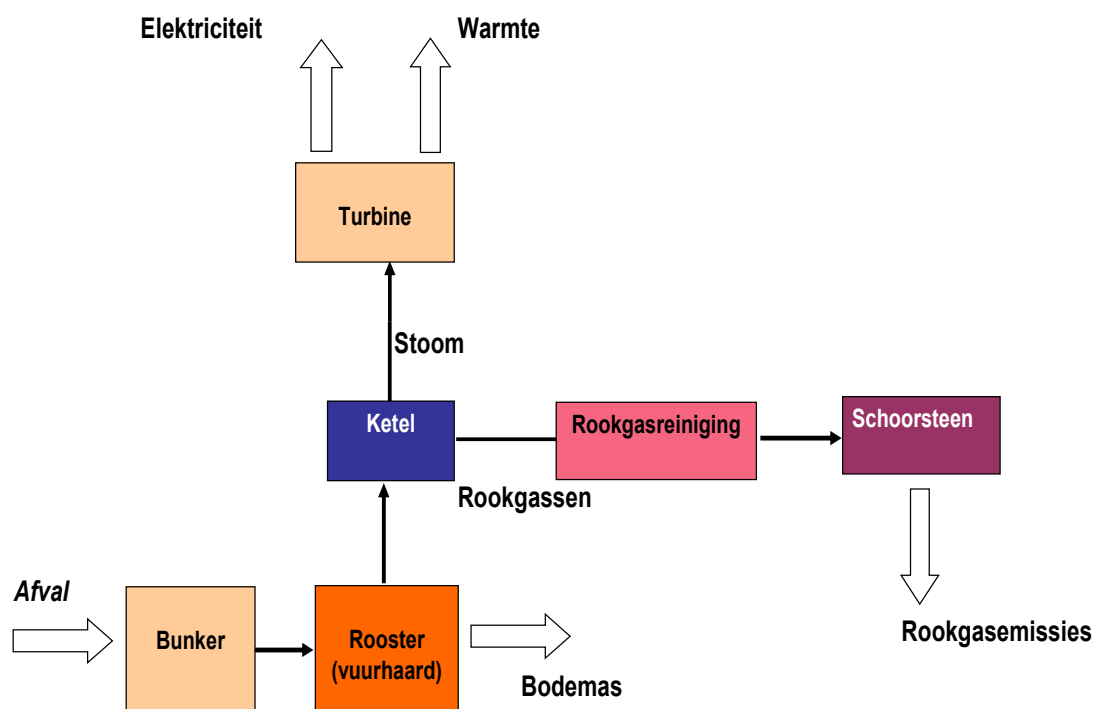 Elektriciteit
Warmte
Turbine
Stoom
Ketel
Rookgasreiniging
Schoorsteen
Rookgassen
Afval
Bunker
Rooster
(vuurhaard)
Bodemas
Rookgasemissies